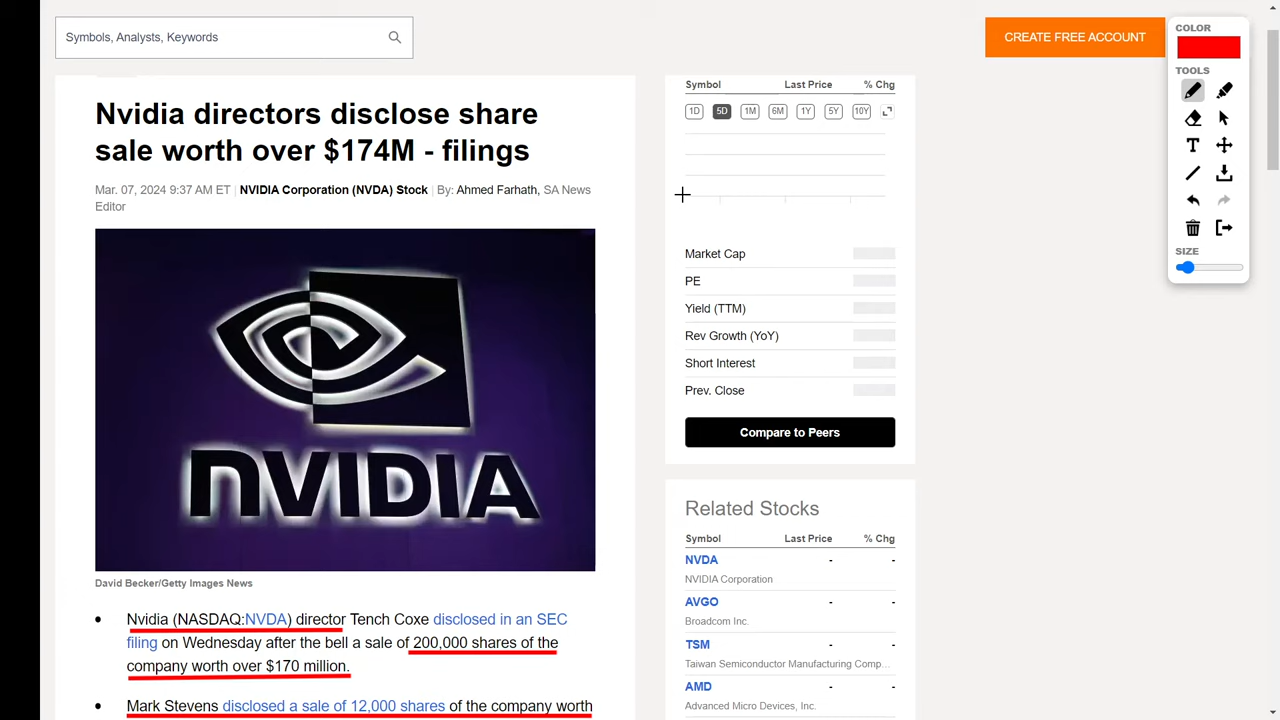 Symbols, Analysts, Keywords
CREATE FREE ACCOUNT
COLOR
TOOLS
T
SIZE
Nvidia directors disclose share
sale worth over $174M - filings
Mar. 07, 2024 9:37 AM ET | NVIDIA Corporation (NVDA) Stock | By: Ahmed Farhath, SA News
Editor
NVIDIA
David Becker/Getty Images News
• Nvidia (NASDAQ:NVDA) director Tench Coxe disclosed in an SEC
filing on Wednesday after the bell a sale of 200,000 shares of the
company worth over $170 million.
• Mark Stevens disclosed a sale of 12,000 shares of the company worth
Symbol Last Price % Chg
1D 5D 1M 6M 1Y 5Y 10Y
Market Cap
PE
Yield (TTM)
Rev Growth (YoY)
Short Interest
Prev. Close
Compare to Peers
Related Stocks
Symbol Last Price % Chg
NVDA - -
NVIDIA Corporation
AVGO - -
Broadcom Inc.
TSM - -
Taiwan Semiconductor Manufacturing Comp...
AMD - -
Advanced Micro Devices, Inc.